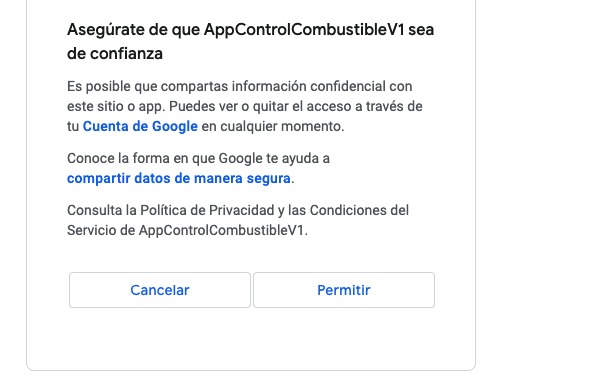 Asegúrate de que AppControlCombustibleV1 sea
de confianza
Es posible que compartas información confidencial con
este sitio o app. Puedes ver o quitar el acceso a través de
tu Cuenta de Google en cualquier momento.
Conoce la forma en que Google te ayuda a
compartir datos de manera segura.
Consulta la Política de Privacidad y las Condiciones del
Servicio de AppControlCombustibleV1.
Cancelar
Permitir